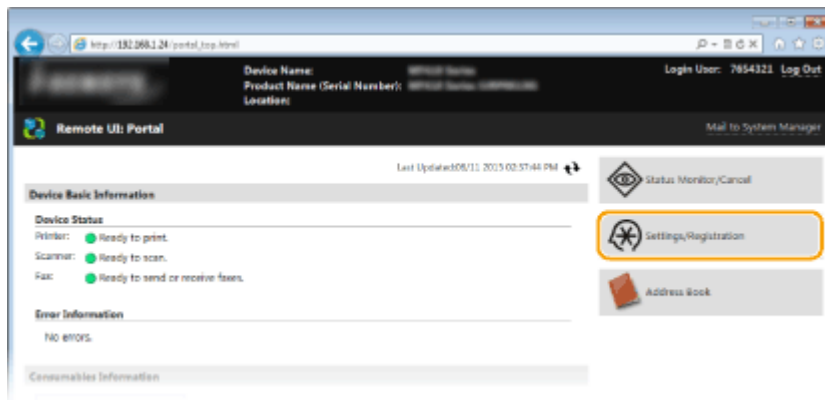 http://192.168.1.24/portal_top.html
Device Name:
Product Name (Serial Number):
Location:
Login User: 7654321 Log Out
Remote UI: Portal
Mail to System Manager
Last Updated:08/11 2015 02:57:44 PM
Device Basic Information
Device Status
Printer: Ready to print.
Scanner: Ready to scan.
Fax: Ready to send or receive faxes.
Error Information
No errors.
Consumables Information
Status Monitor/Cancel
Settings/Registration
Address Book